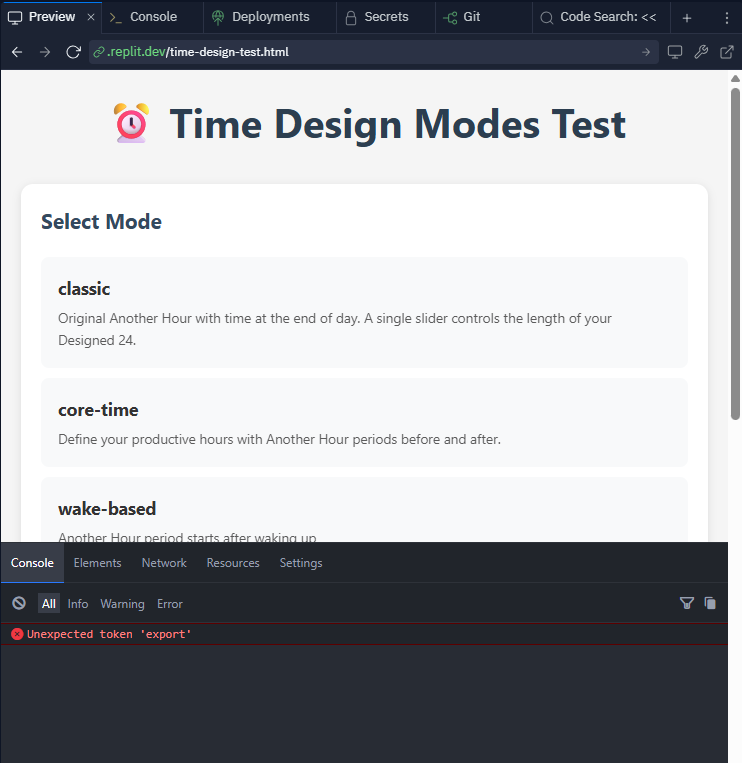 Preview
Console
Deployments
Secrets
Git
Code Search: <<
.replit.dev/time-design-test.html
Time Design Modes Test
Select Mode
classic
Original Another Hour with time at the end of day. A single slider controls the length of your
Designed 24.
core-time
Define your productive hours with Another Hour periods before and after.
wake-based
Another Hour period starts after waking up
Console Elements Network Resources Settings
All Info Warning Error
Unexpected token 'export'